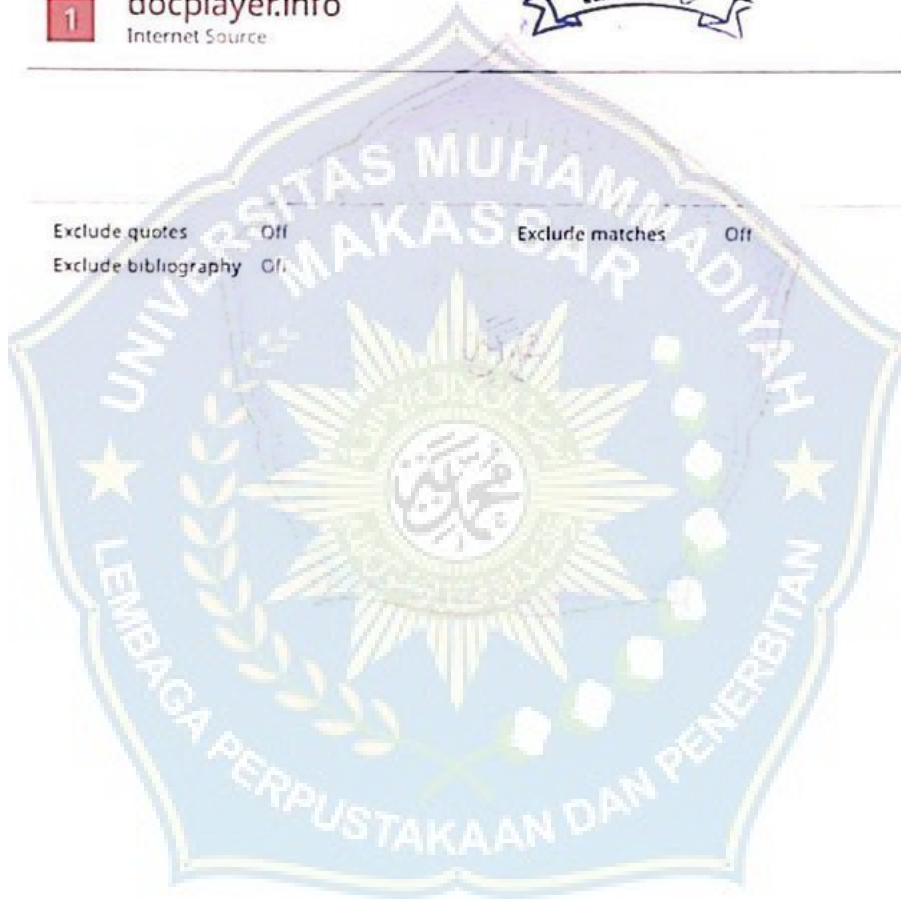 1
docplayer.info
Internet Source
Exclude quotes Off
Exclude matches Off
Exclude bibliography
UNIVERSITAS MUHAMMADIYAH
MAKASSAR
LEMBAGA PERPUSTAKAAN DAN PENERBITAN